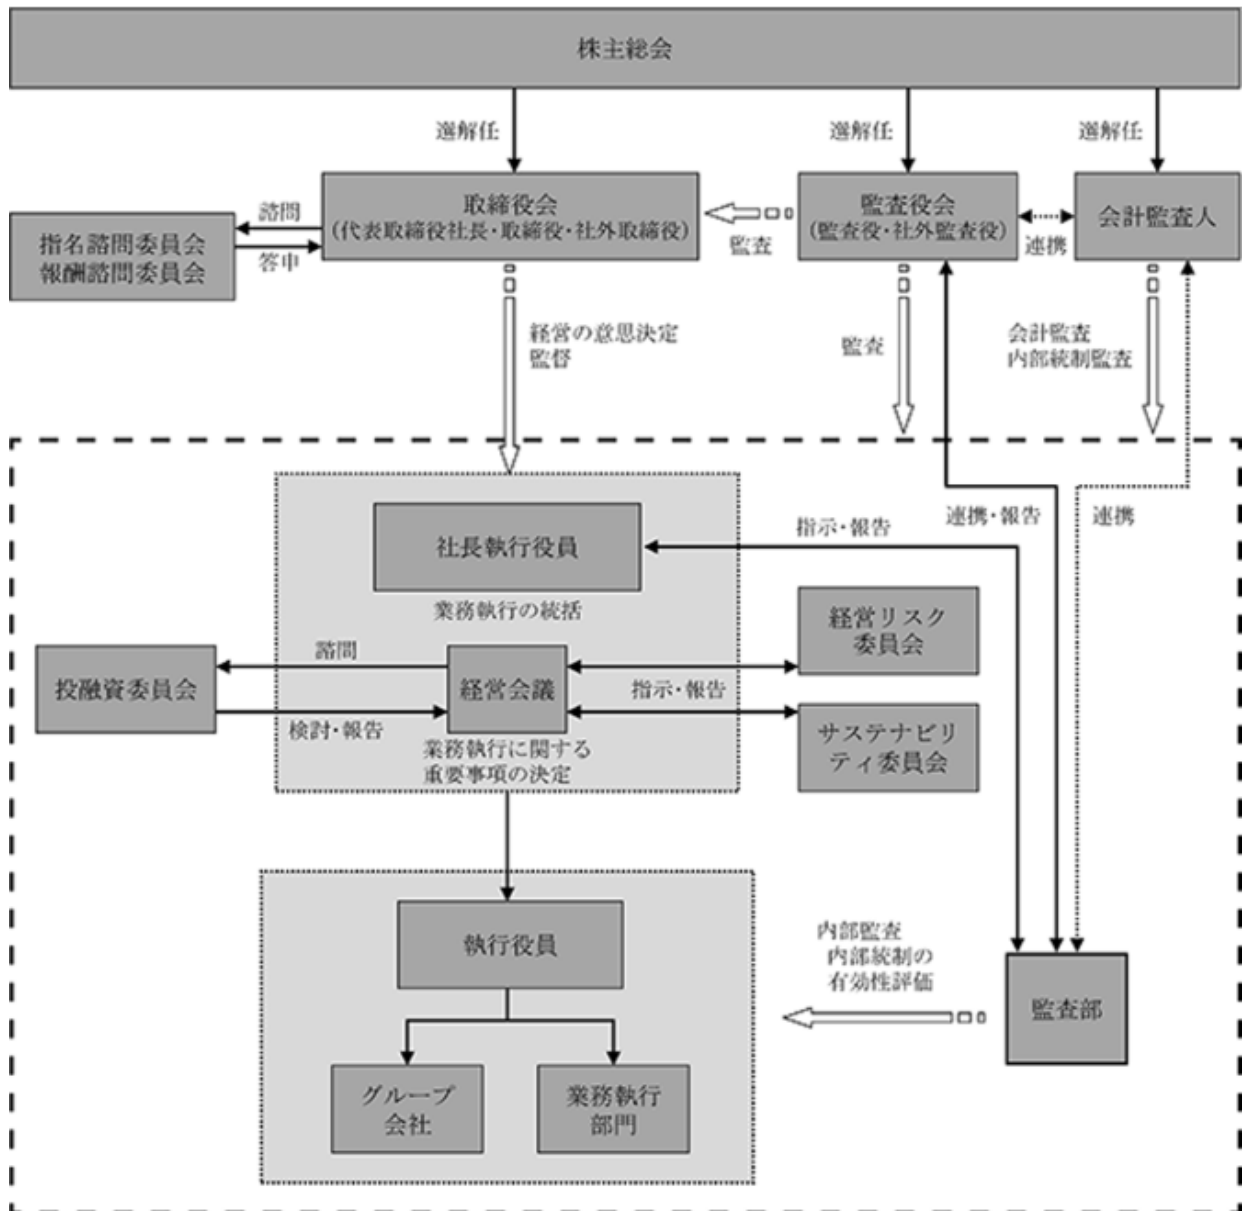 株主総会
選解任
選解任
選解任
取締役会
(代表取締役社長・取締役・社外取締役)
監査役会
(監査役・社外監査役)
会計監査人
諮問
答申
指名諮問委員会
報酬諮問委員会
監査
連携
経営の意思決定
監督
監査
会計監査
内部統制監査
社長執行役員
業務執行の統括
指示・報告
連携・報告
連携
経営リスク
委員会
諮問
投融資委員会
経営会議
指示・報告
検討・報告
サステナビリ
ティ委員会
業務執行に関する
重要事項の決定
執行役員
内部監査
内部統制の
有効性評価
監査部
グループ
会社
業務執行
部門